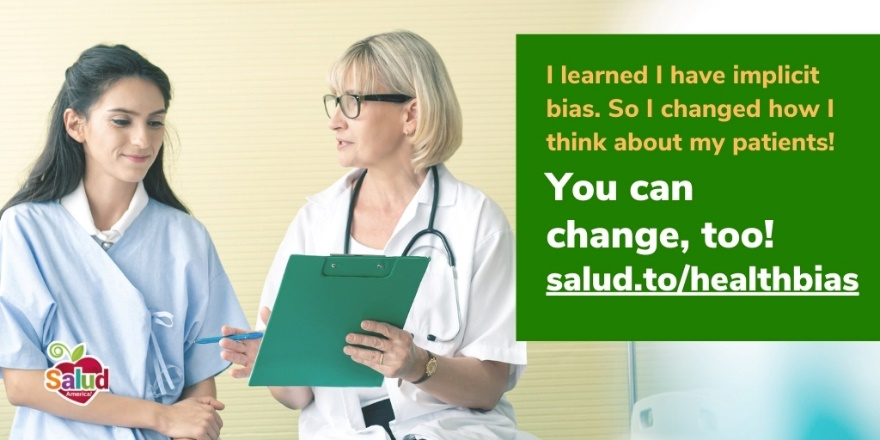 I learned I have implicit
bias. So I changed how I
think about my patients!
You can
change, too!
salud.to/healthbias
Salud
America!